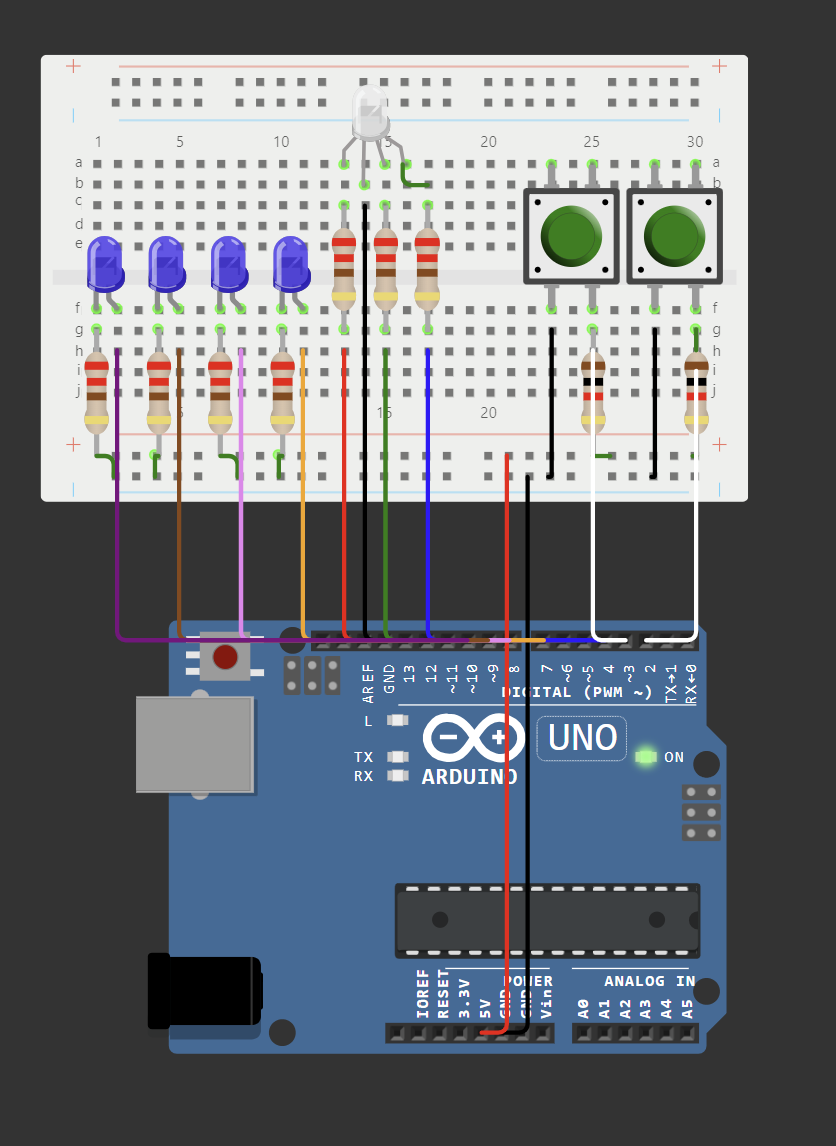 1 5 10 15 20 25 30
a a
b b
c c
d d
e e
f f
g g
h h
i i
j j
5 15 20
AREF
GND
13
12
~11
~10
~9
8
7
~6
~5
4
~3
2
TX→1
RX←0
DIGITAL (PWM ~)
L
TX
RX
UNO
ON
ARDUINO
POWER
ANALOG IN
IOREF
RESET
3.3V
5V
GND
GND
Vin
A0
A1
A2
A3
A4
A5